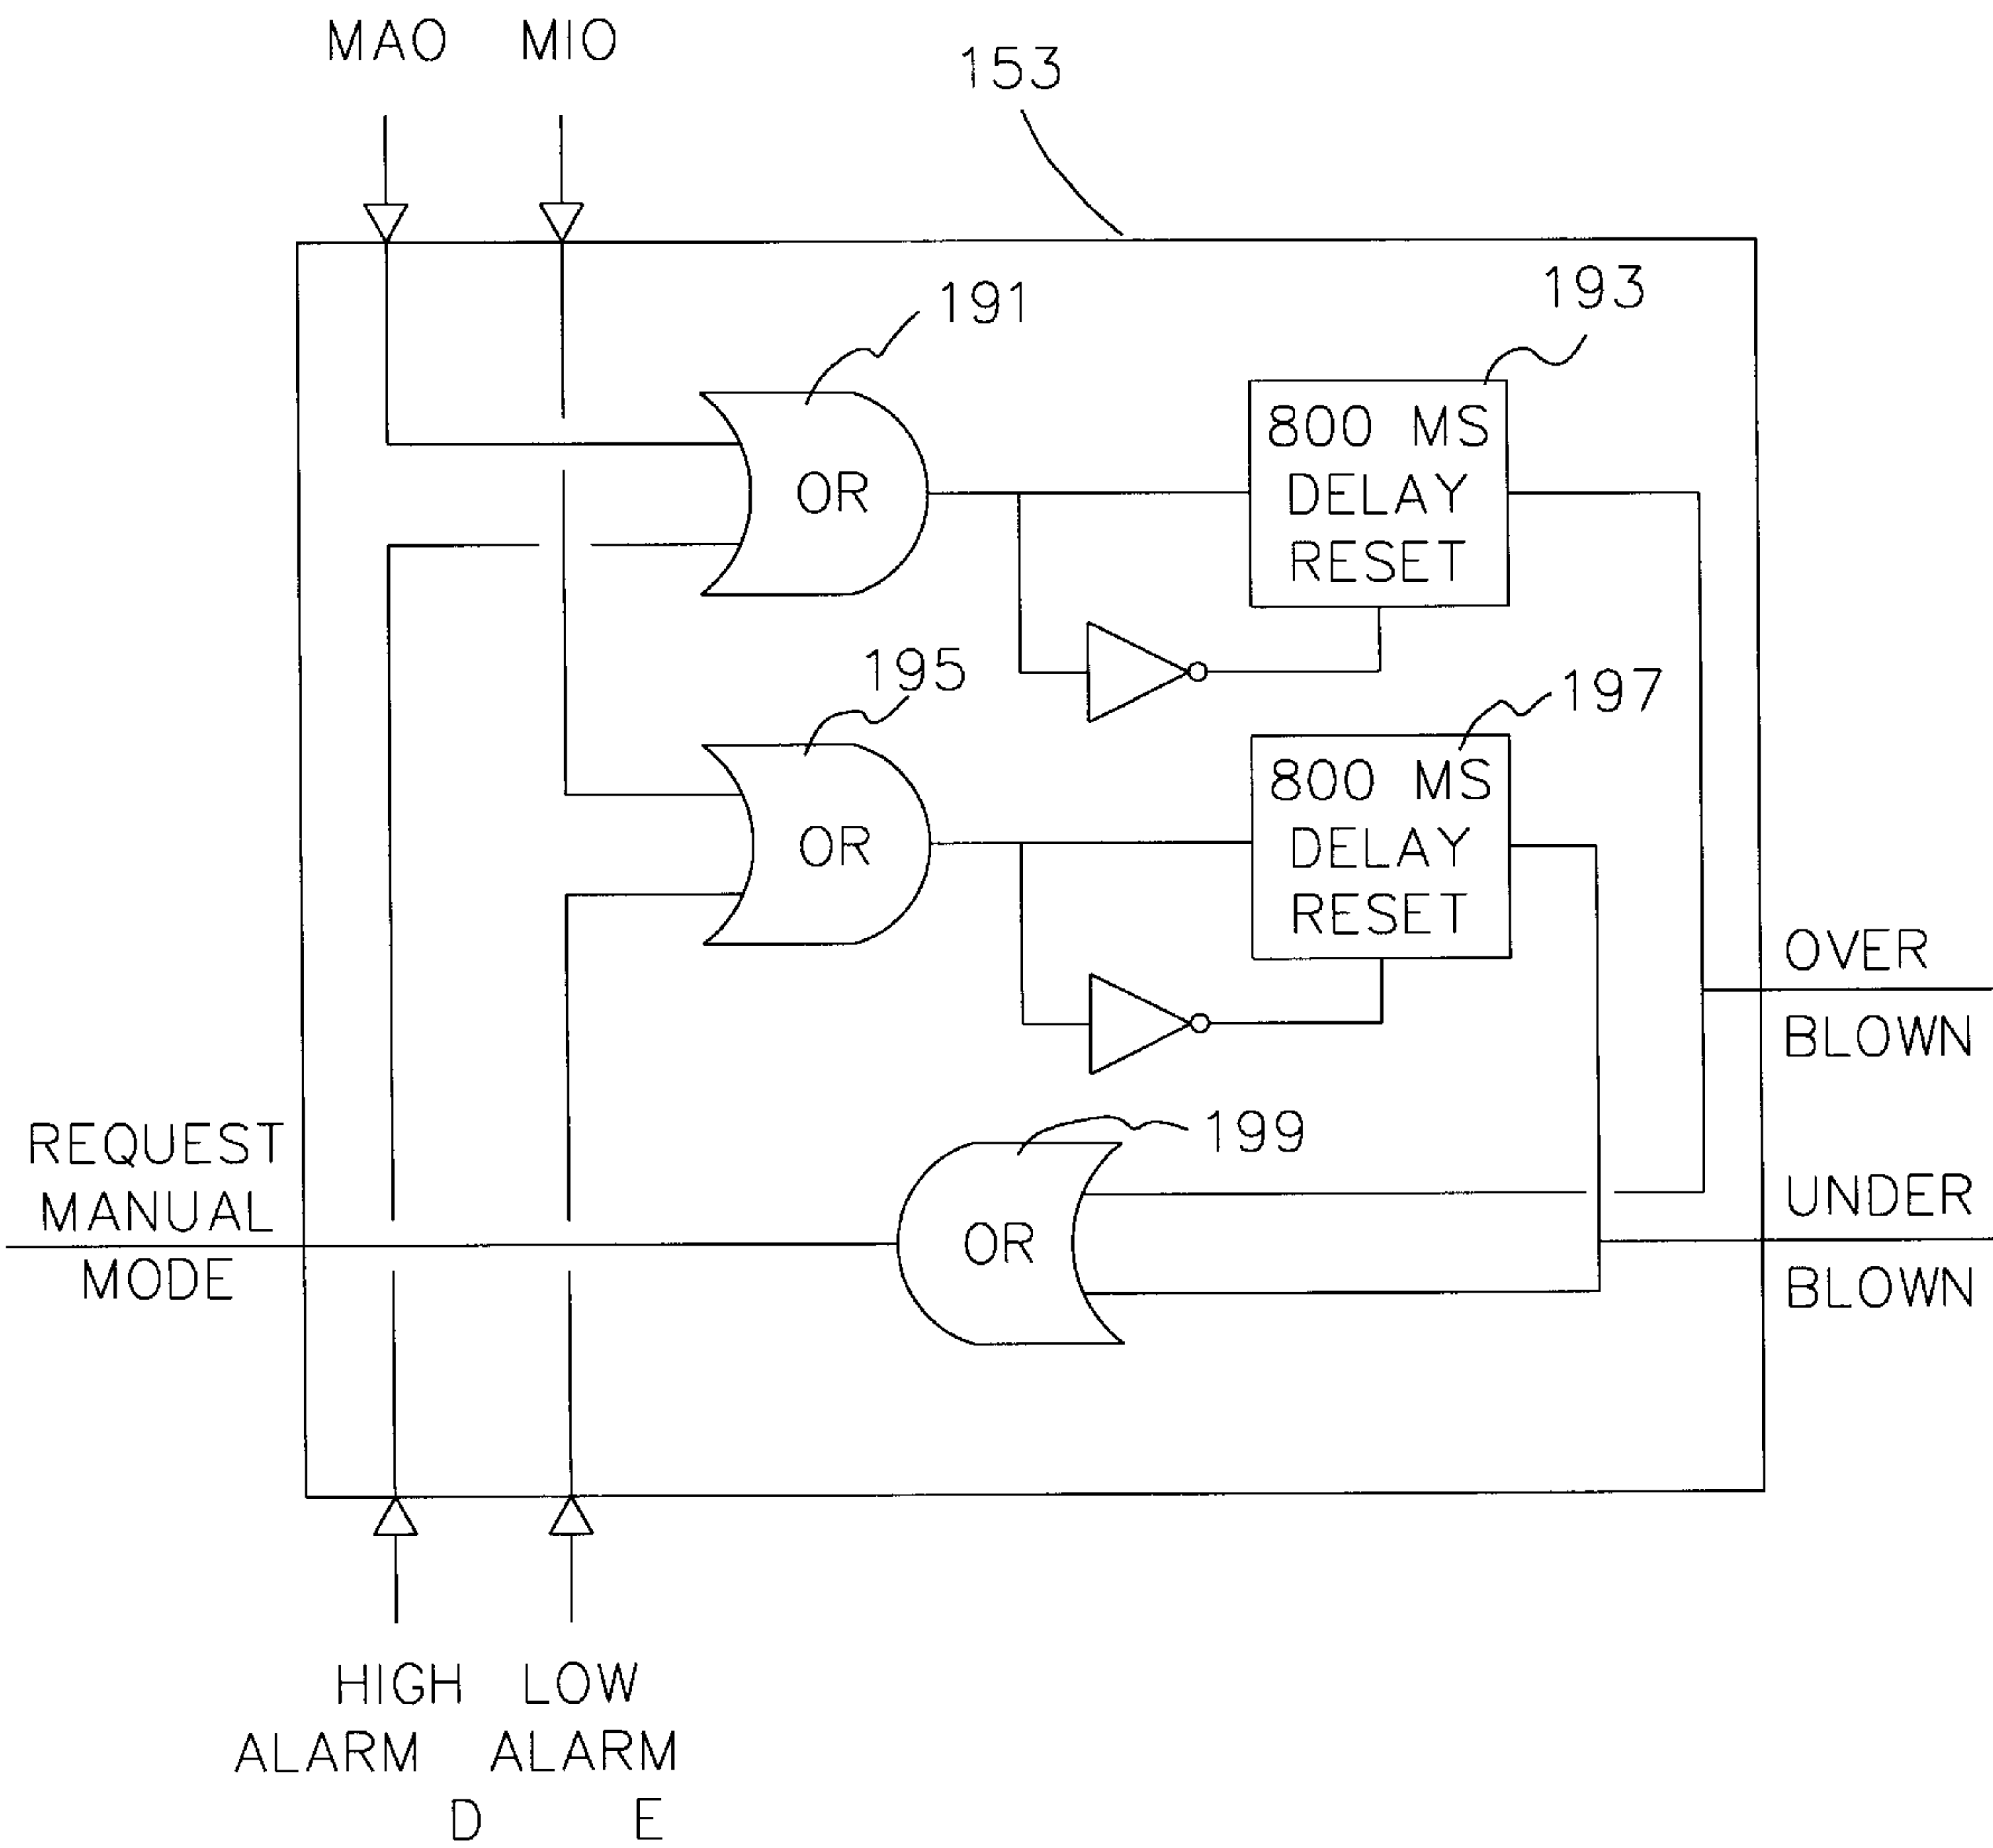 MAO MIO
153
191
193
OR
800 MS
DELAY
RESET
195
197
OR
800 MS
DELAY
RESET
OVER
BLOWN
199
REQUEST
MANUAL
MODE
OR
UNDER
BLOWN
HIGH LOW
ALARM ALARM
D E